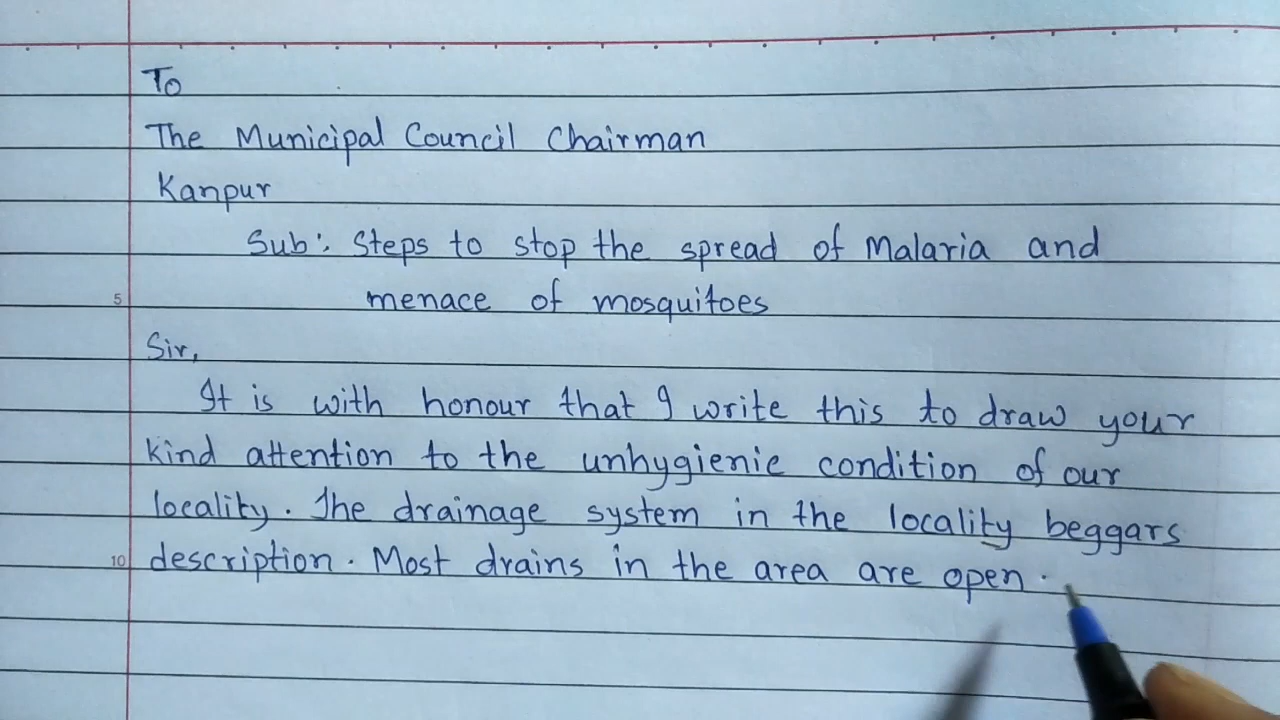 To
The Municipal Council Chairman
Kanpur
Sub: Steps to stop the spread of Malaria and
5 menace of mosquitoes
Sir,
It is with honour that I write this to draw your
kind attention to the unhygienic condition of our
locality. The drainage system in the locality beggars
10 description. Most drains in the area are open.